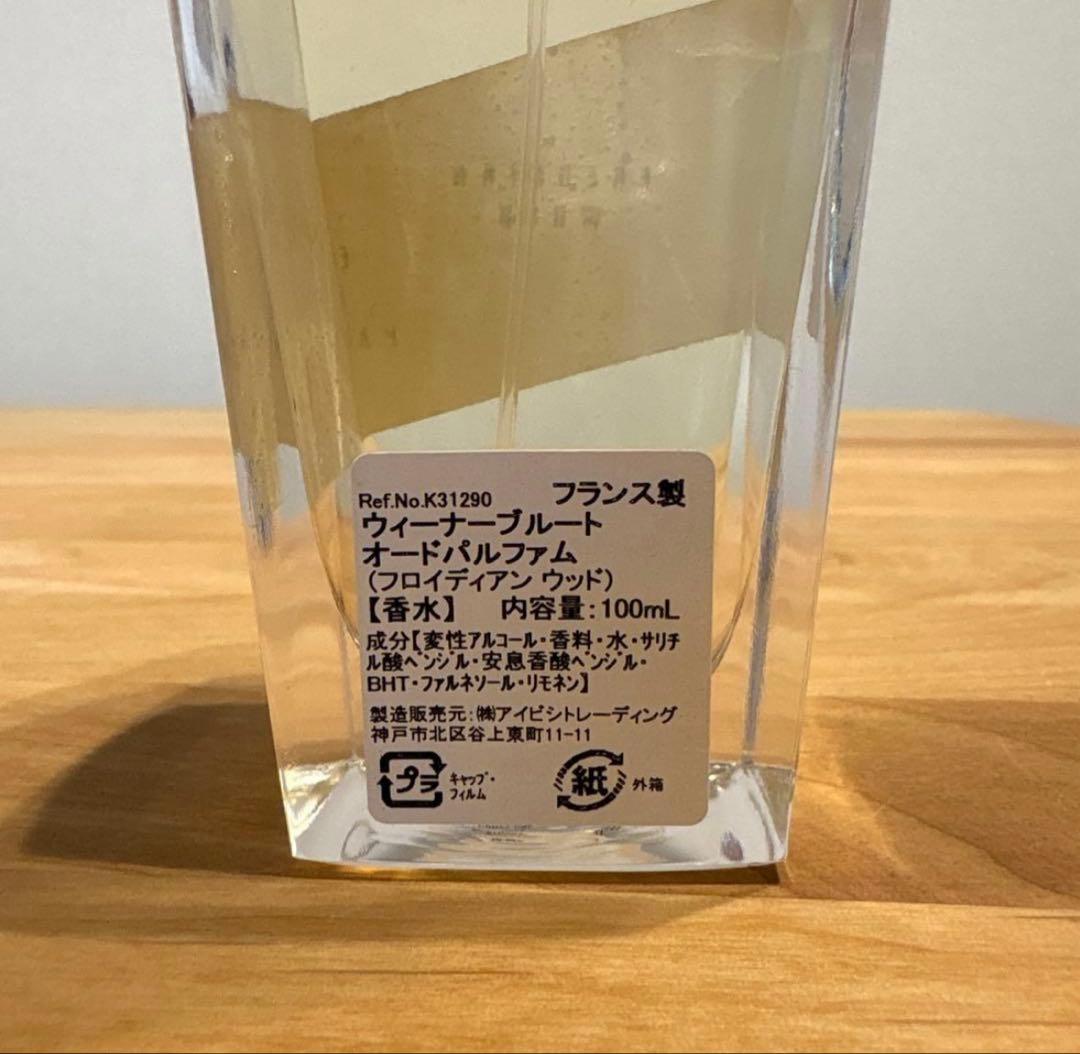 Ref.No.K31290 フランス製
ウィーナーブルート
オードパルファム
(フロイディアン ウッド)
【香水】 内容量:100mL
成分【変性アルコール・香料・水・サリチ
ル酸ベンジル・安息香酸ベンジル・
BHT・ファルネソール・リモネン】
製造販売元:㈱アイビシトレーディング
神戸市北区谷上東町11-11
プラ キャップ・フィルム 紙 外箱